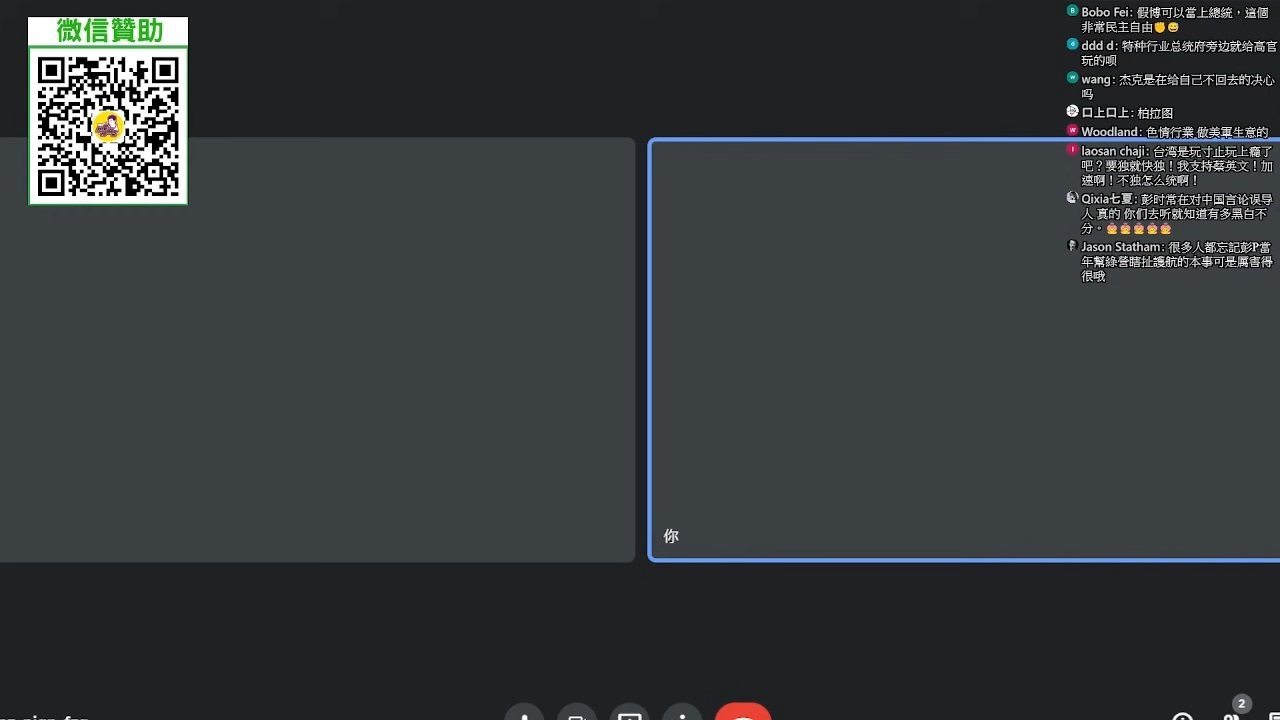 微信贊助
Bobo Fei: 假博可以當上總統，這個
非常民主自由✊😄
ddd d: 特种行业总统府旁边就给高官
玩的呗
wang: 杰克是在给自己不回去的决心
吗
口上口上: 柏拉图
Woodland: 色情行業 做美軍生意的
laosan chaji: 台湾是玩寸止玩上瘾了
吧？要独就快独！我支持蔡英文！加
速啊！不独怎么统啊！
Qixia七夏: 彭时常在对中国言论误导
人 真的 你们去听就知道有多黑白不
分。
Jason Statham: 很多人都忘記彭P當
年幫綠營瞎扯護航的本事可是厲害得
很哦
你
2